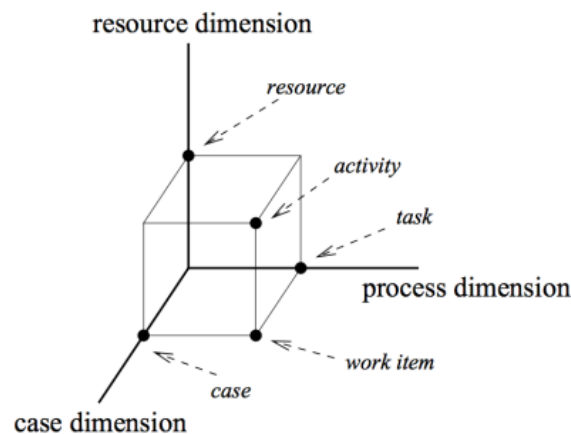 resource dimension
resource
activity
task
process dimension
work item
case
case dimension